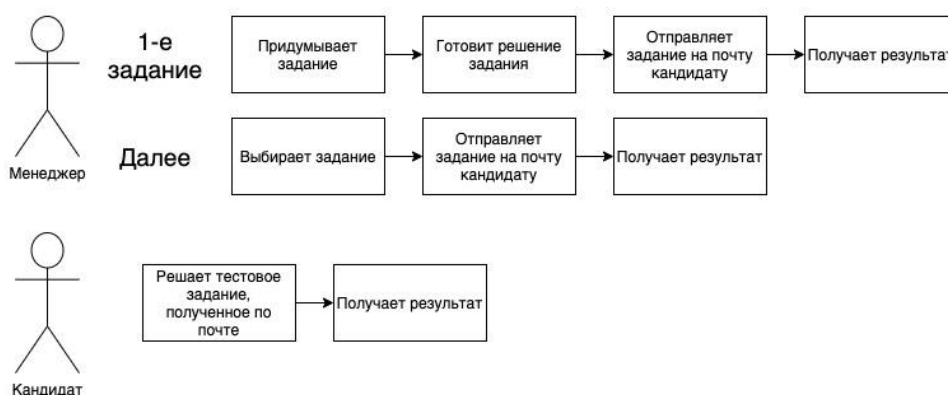 1-е
задание
Придумывает
задание
Готовит решение
задания
Отправляет
задание на почту
кандидату
Получает результат
Менеджер
Далее
Выбирает задание
Отправляет
задание на почту
кандидату
Получает результат
Решает тестовое
задание,
полученное по
почте
Получает результат
Кандидат